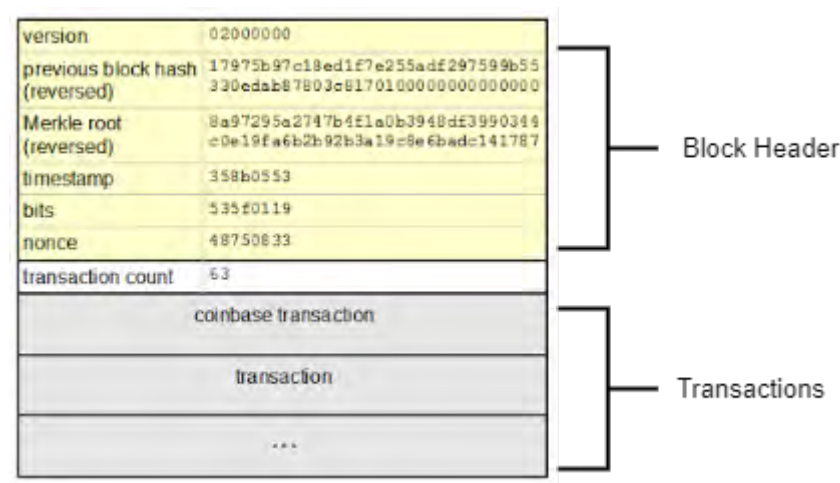 version 02000000
previous block hash 17975b97c18ed1f7e255adf297599b55
(reversed) 330edab87803c81701000000000000000
Merkle root 8a97295a2747b4f1a0b3948df3990344
(reversed) c0e19fa6b2b92b3a19c8e6badc141787
timestamp 358b0553
bits 535f0119
nonce 48750833
transaction count 63
Block Header
coinbase transaction
transaction
...
Transactions